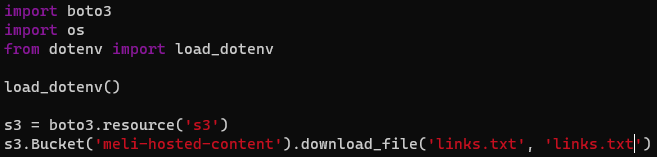 import boto3
import os
from dotenv import load_dotenv
load_dotenv()
s3 = boto3.resource('s3')
s3.Bucket('meli-hosted-content').download_file('links.txt', 'links.txt')